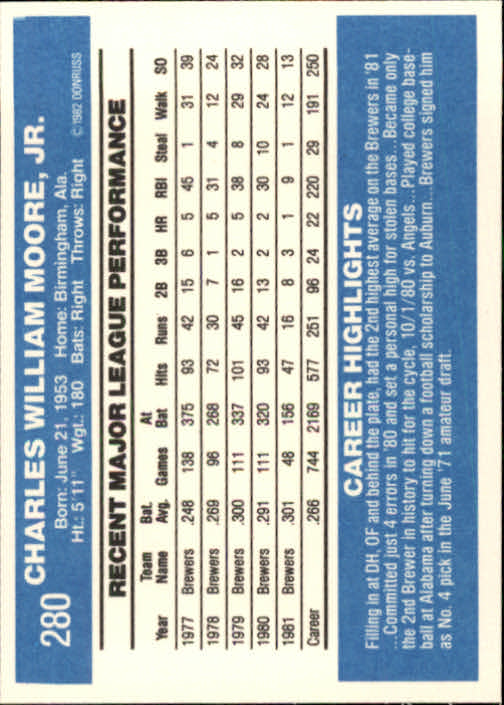 280 CHARLES WILLIAM MOORE, JR.
Born: June 21, 1953 Home: Birmingham, Ala.
Ht.: 5'11" Wgt.: 180 Bats: Right Throws: Right © 1982 DONRUSS
RECENT MAJOR LEAGUE PERFORMANCE
Team Bat. At
Year Name Avg. Games Bat Hits Runs 2B 3B HR RBI Steal Walk SO
1977 Brewers .248 138 375 93 42 15 6 5 45 1 31 39
1978 Brewers .269 96 268 72 30 7 1 5 31 4 12 24
1979 Brewers .300 111 337 101 45 16 2 5 38 8 29 32
1980 Brewers .291 111 320 93 42 13 2 2 30 10 24 28
1981 Brewers .301 48 156 47 16 8 3 1 9 1 12 13
Career .266 744 2169 577 251 96 24 22 220 29 191 250
CAREER HIGHLIGHTS
Filling in at DH, OF and behind the plate, had the 2nd highest average on the Brewers in '81
...Committed just 4 errors in '80 and set a personal high for stolen bases...Became only
the 2nd Brewer in history to hit for the cycle, 10/1/80 vs. Angels...Played college base-
ball at Alabama after turning down a football scholarship to Auburn...Brewers signed him
as No. 4 pick in the June '71 amateur draft.